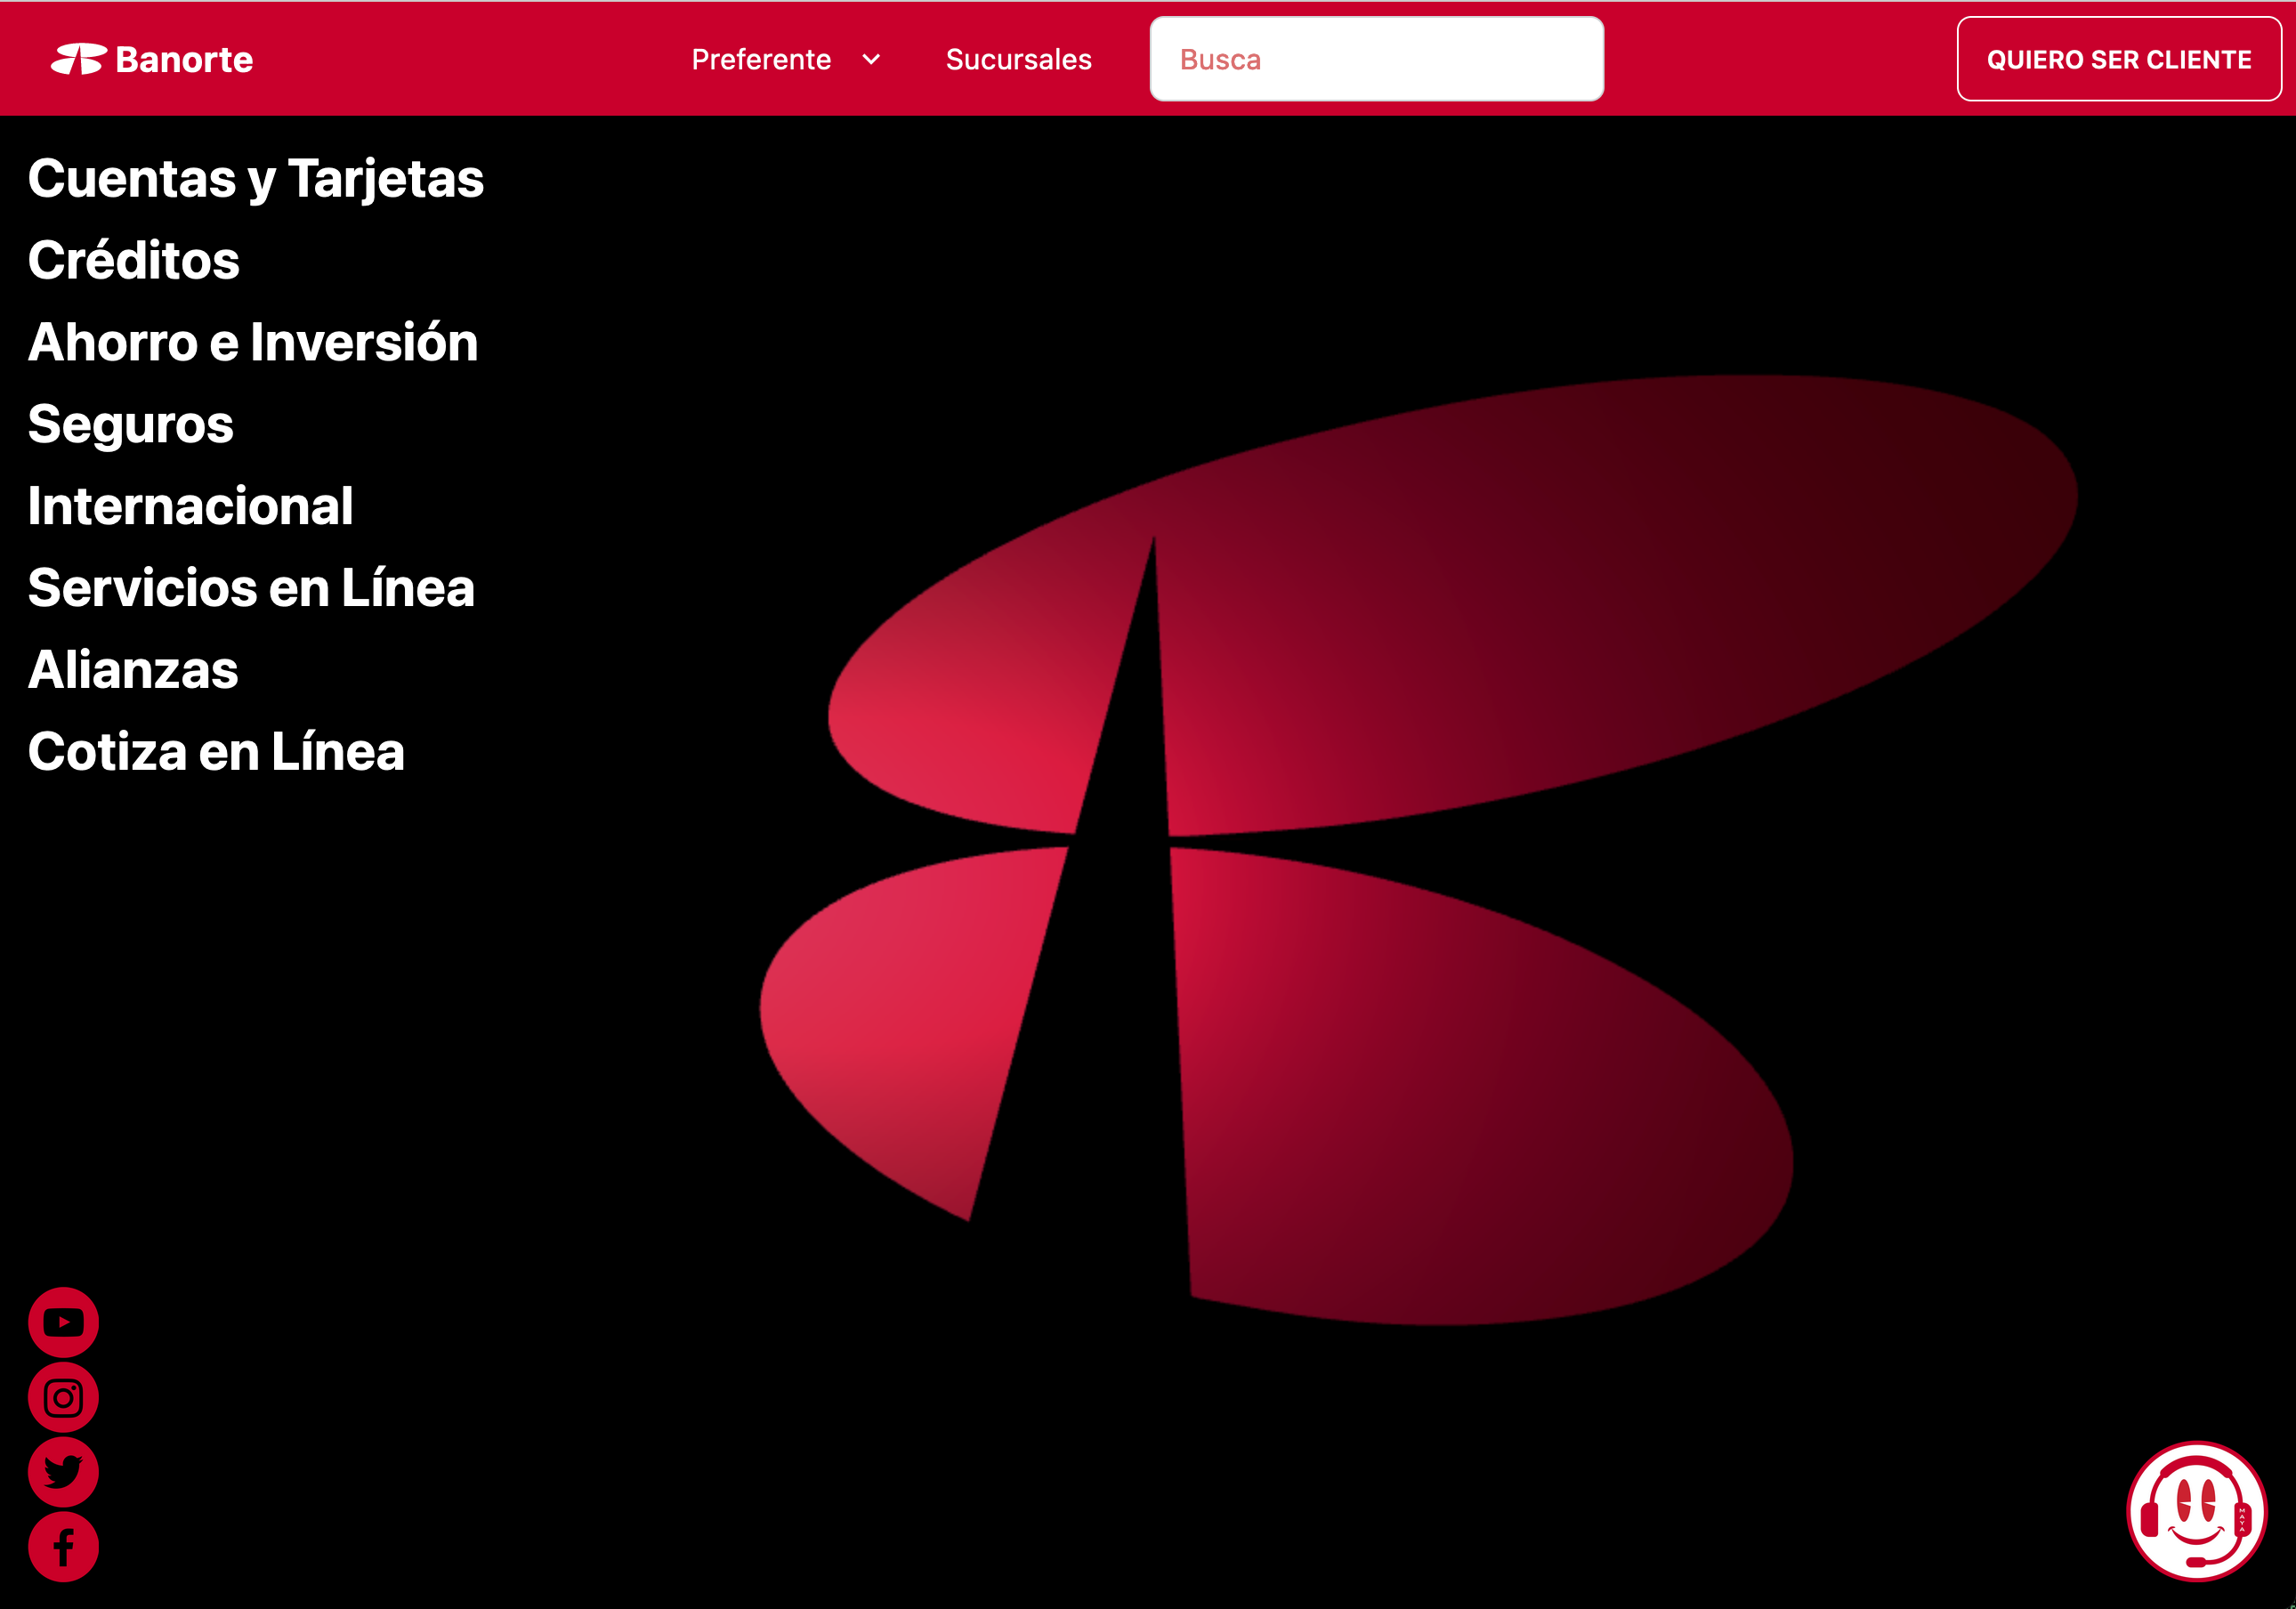 Banorte
Preferente
Sucursales
Busca
QUIERO SER CLIENTE
Cuentas y Tarjetas
Créditos
Ahorro e Inversión
Seguros
Internacional
Servicios en Línea
Alianzas
Cotiza en Línea
MAYA